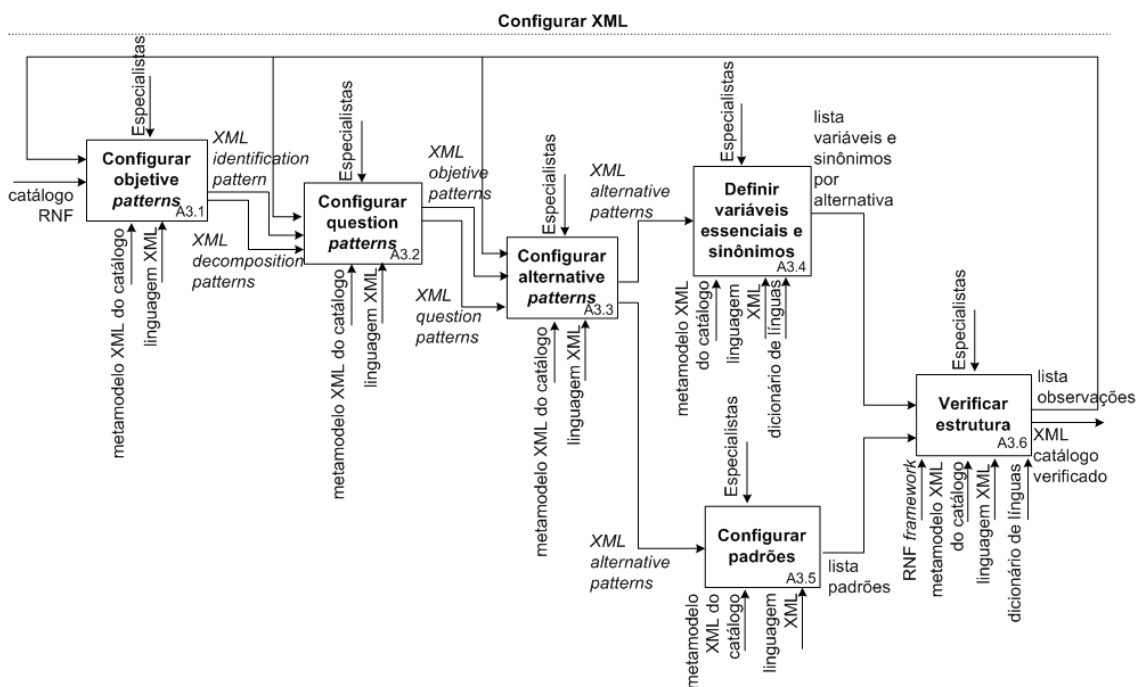 Configurar XML
Especialistas
catálogo
RNF
Configurar
objetive
patterns
A3.1
metamodelo XML do catálogo
linguagem XML
XML
identification
pattern
XML
decomposition
patterns
Especialistas
Configurar
question
patterns
A3.2
metamodelo XML do catálogo
linguagem XML
XML
objetive
patterns
XML
question
patterns
Especialistas
Configurar
alternative
patterns
A3.3
metamodelo XML do catálogo
linguagem XML
XML
alternative
patterns
Especialistas
Definir
variáveis
essenciais e
sinônimos
A3.4
metamodelo XML
do catálogo
linguagem
XML
dicionário de línguas
lista
variáveis e
sinônimos
por
alternativa
XML
alternative
patterns
Especialistas
Configurar
padrões
A3.5
metamodelo
XML do
catálogo
linguagem
XML
lista
padrões
Especialistas
Verificar
estrutura
A3.6
RNF framework
metamodelo XML
do catálogo
linguagem XML
dicionário de línguas
lista
observações
XML
catálogo
verificado